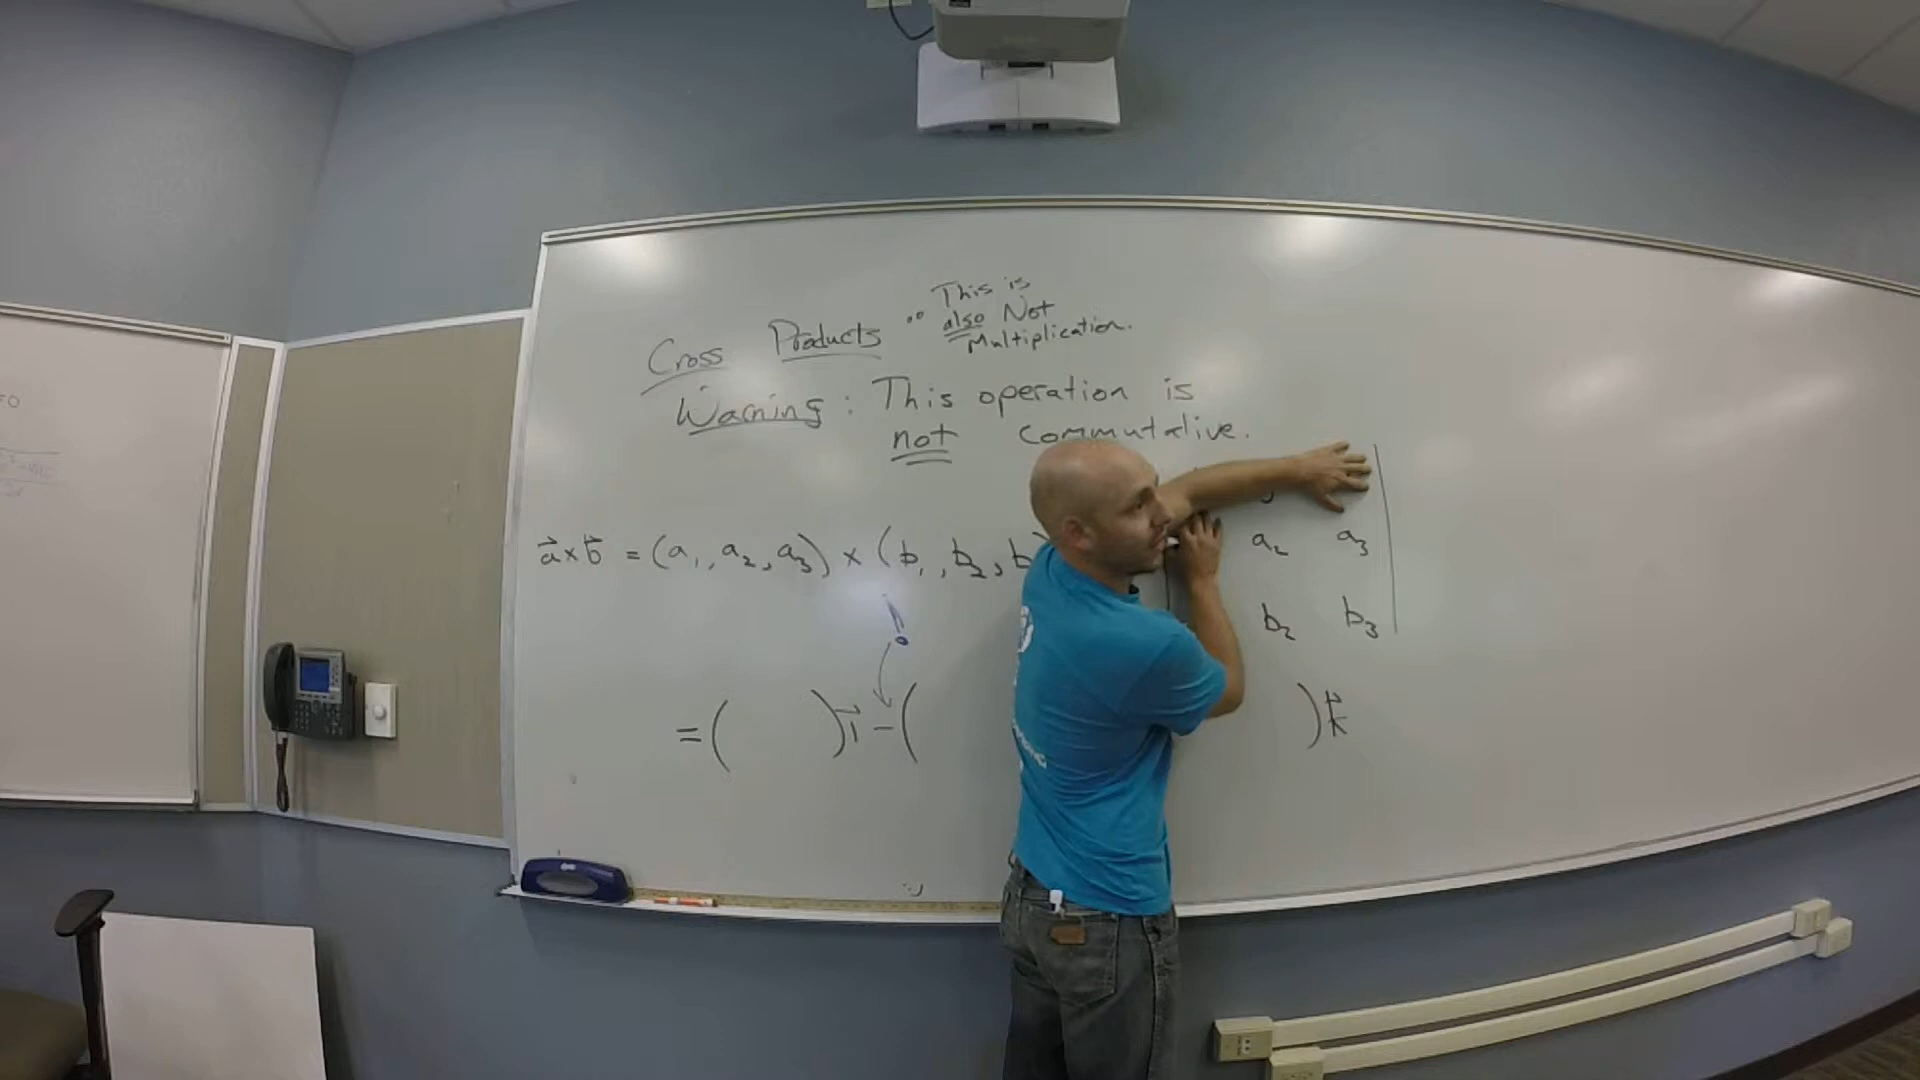 Cross Products :
This is
also Not
Multiplication.
Warning : This operation is
not commutative.
a⃗ × b⃗ = (a₁, a₂, a₃) × (b₁, b₂, b
a₂ a₃
b₂ b₃
!
= ( )i⃗ − (
)k⃗